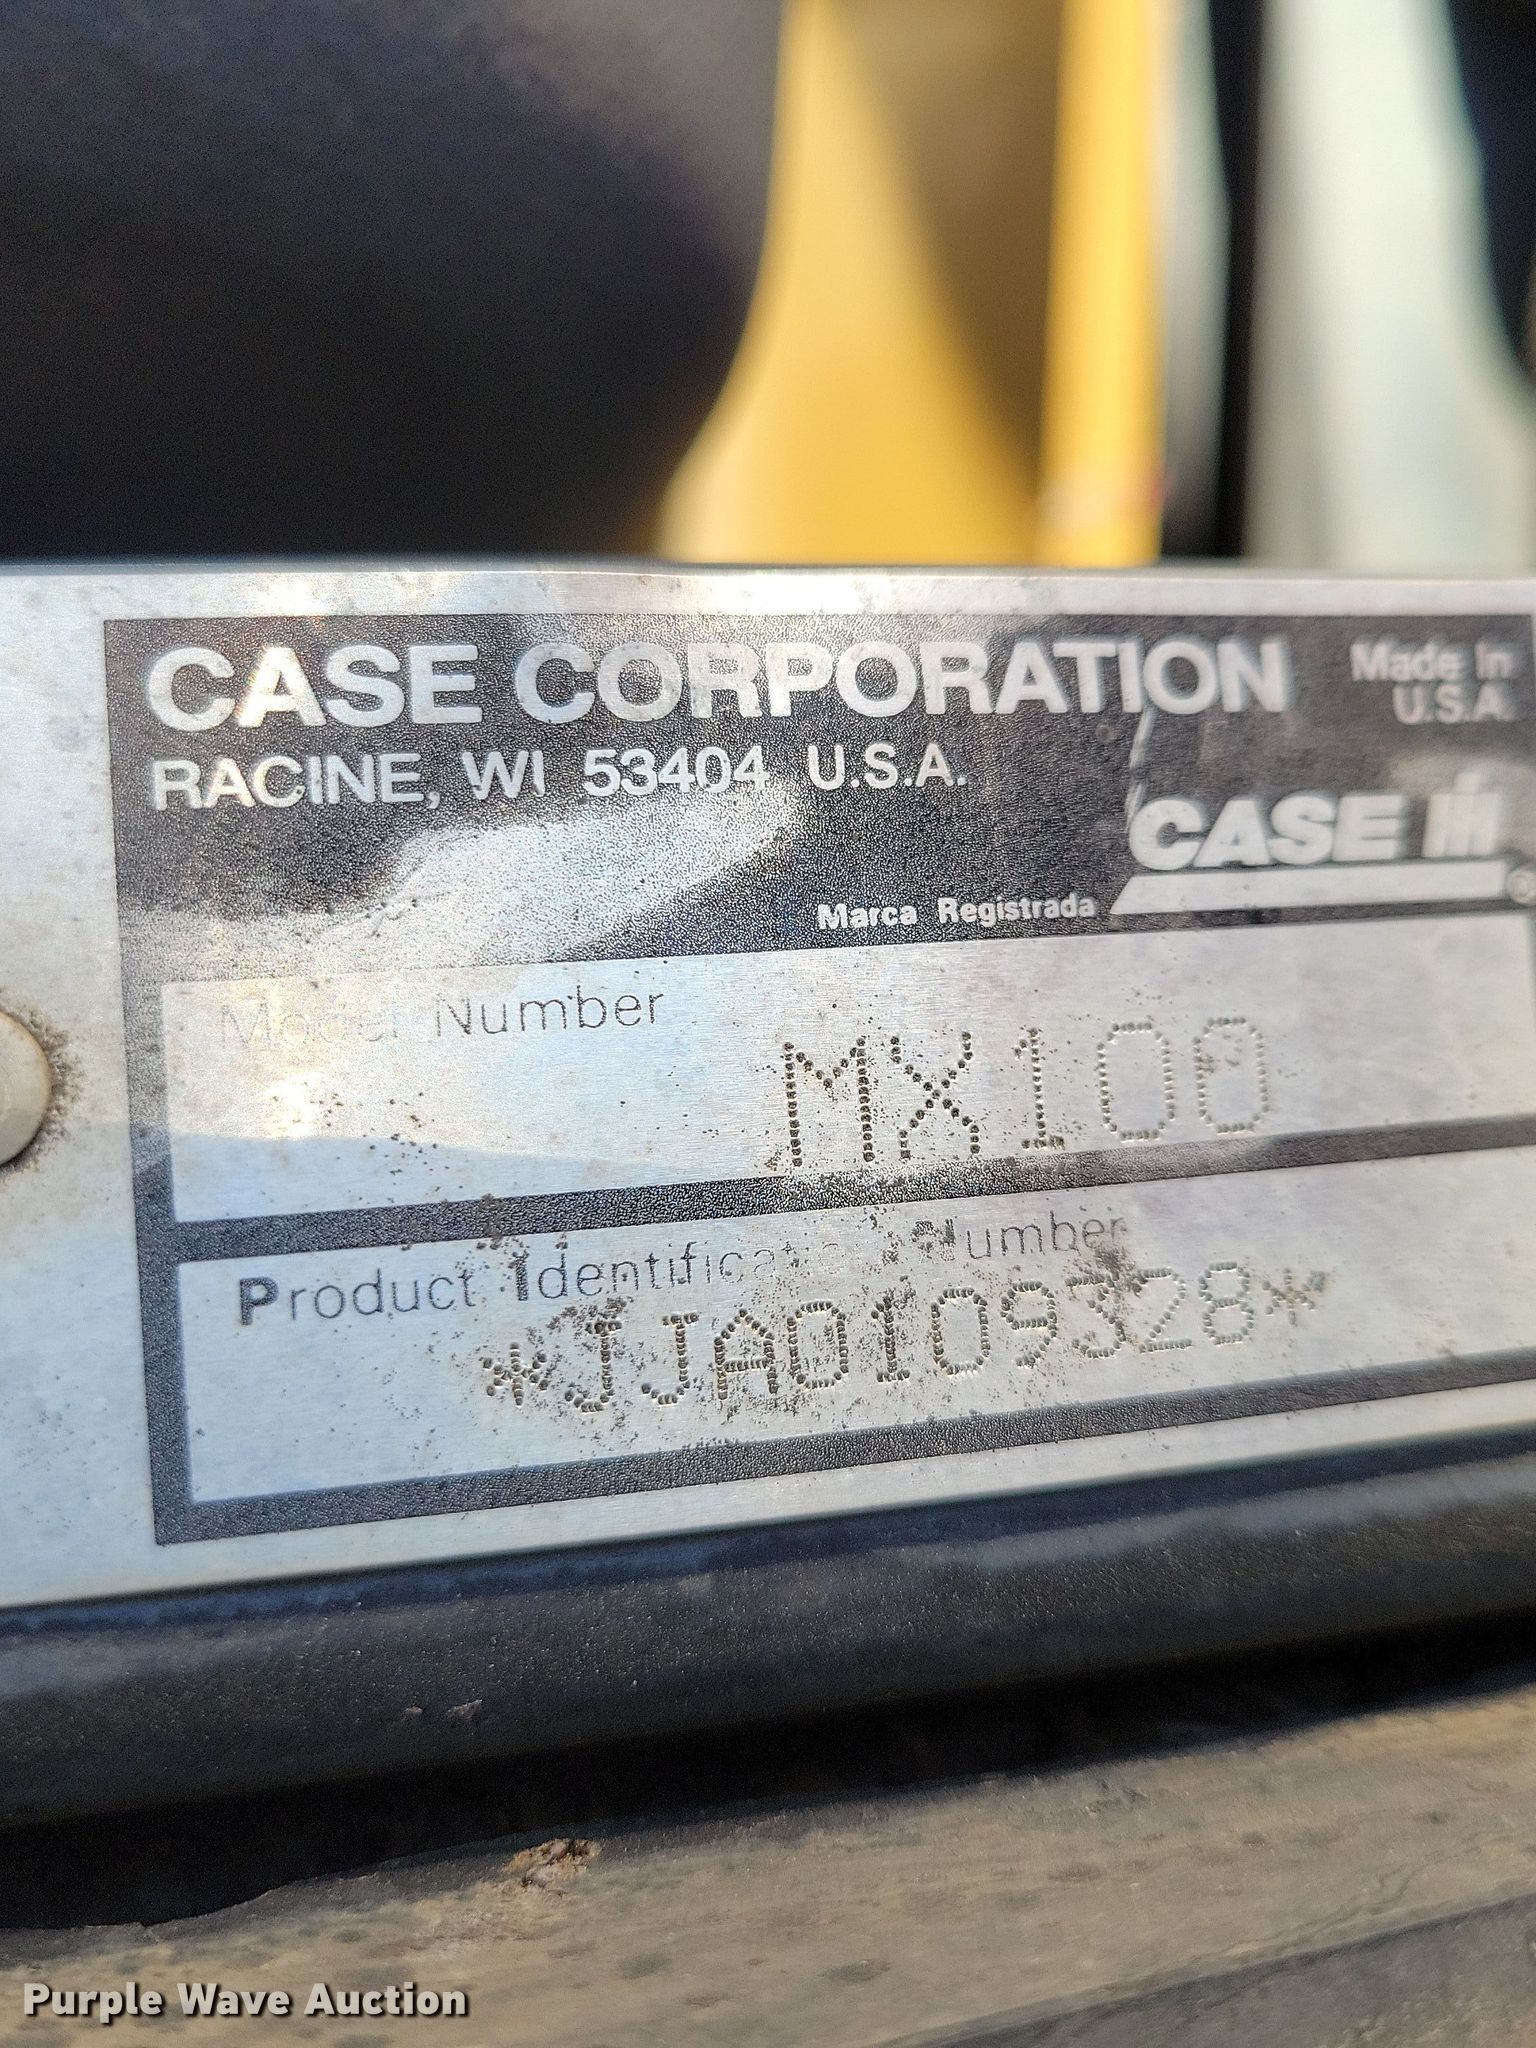 CASE CORPORATION
Made In
U.S.A.
RACINE, WI 53404 U.S.A.
CASE IH
®
Marca Registrada
Model Number
MX100
Product Identification Number
*JJA0109328*
Purple Wave Auction